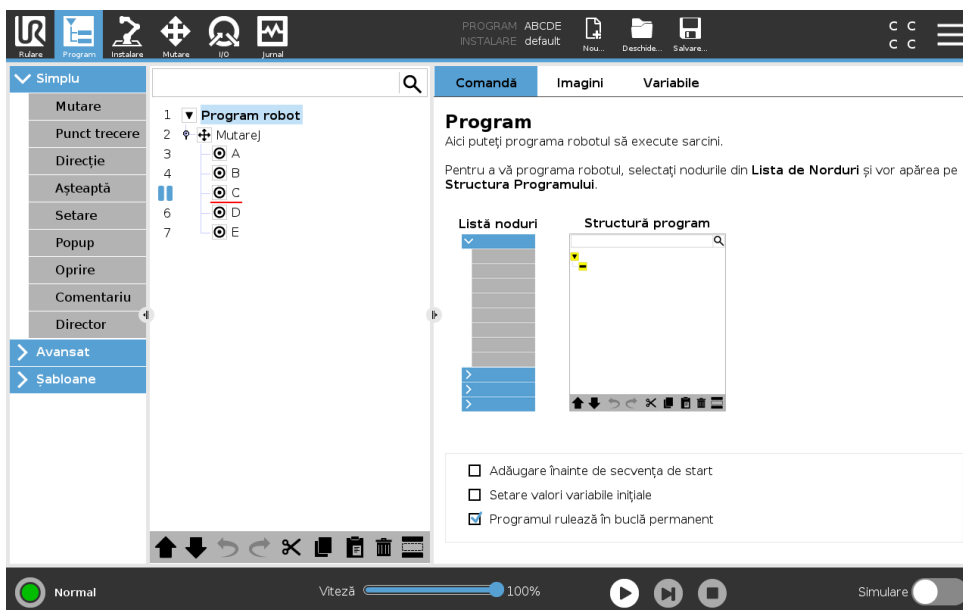 UR
Rulare
Program
Instalare
Mutare
I/O
Jurnal
PROGRAM ABCDE
INSTALARE default
Nou...
Deschide...
Salvare...
C C
C C
Simplu
Mutare
Punct trecere
Direcție
Așteaptă
Setare
Popup
Oprire
Comentariu
Director
Avansat
Șabloane
1 Program robot
2 MutareJ
3 A
4 B
C
6 D
7 E
Comandă Imagini Variabile
Program
Aici puteți programa robotul să execute sarcini.
Pentru a vă programa robotul, selectați nodurile din Lista de Norduri și vor apărea pe
Structura Programului.
Listă noduri
Structură program
Adăugare înainte de secvența de start
Setare valori variabile inițiale
Programul rulează în buclă permanent
Normal
Viteză 100%
Simulare